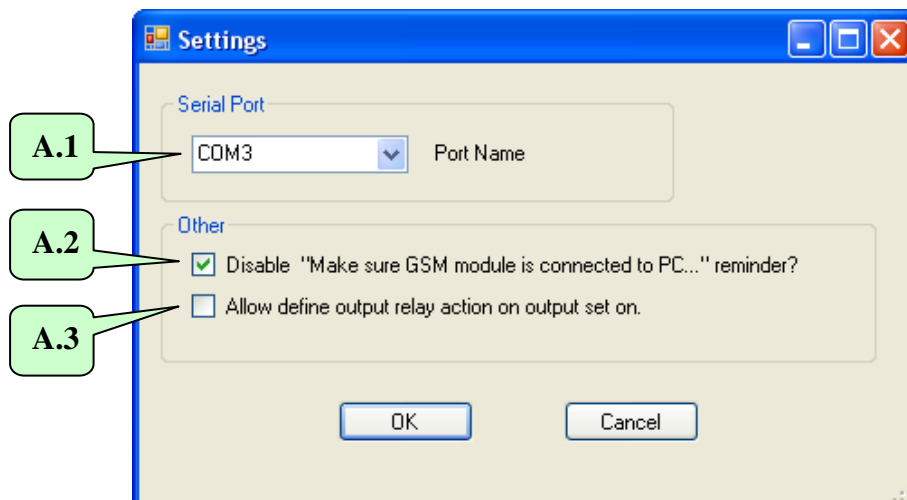 Settings
Serial Port
A.1
COM3 Port Name
Other
A.2
Disable "Make sure GSM module is connected to PC..." reminder?
A.3
Allow define output relay action on output set on.
OK Cancel